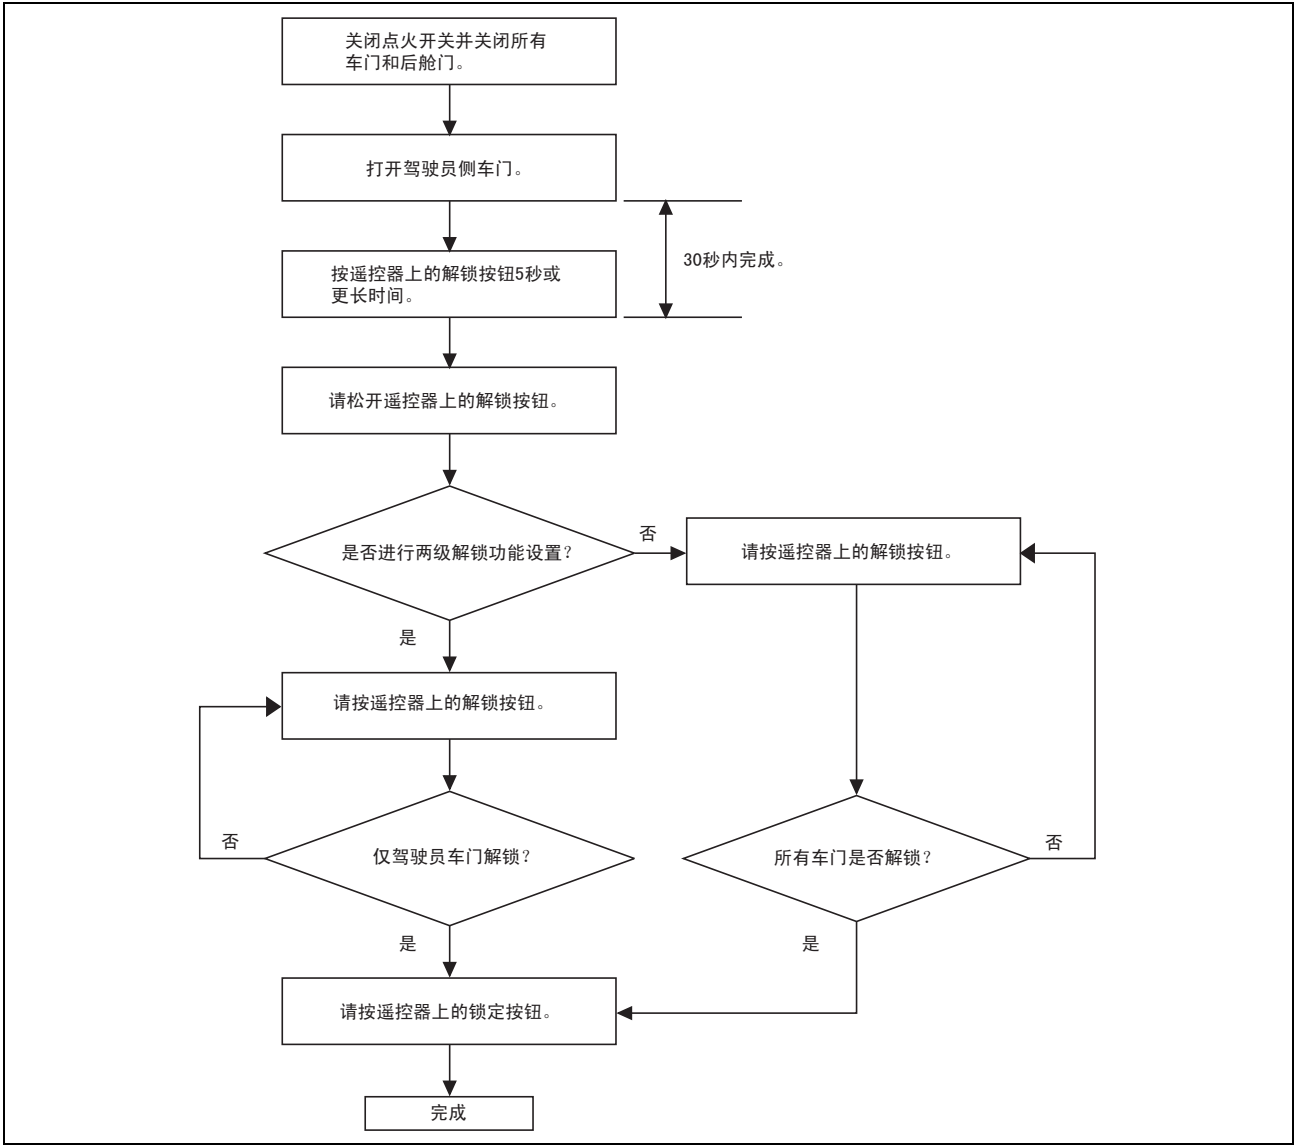 关闭点火开关并关闭所有
车门和后舱门。
打开驾驶员侧车门。
30秒内完成。
按遥控器上的解锁按钮5秒或
更长时间。
请松开遥控器上的解锁按钮。
是否进行两级解锁功能设置?
否
请按遥控器上的解锁按钮。
是
请按遥控器上的解锁按钮。
否
仅驾驶员车门解锁?
所有车门是否解锁?
否
是
是
请按遥控器上的锁定按钮。
完成